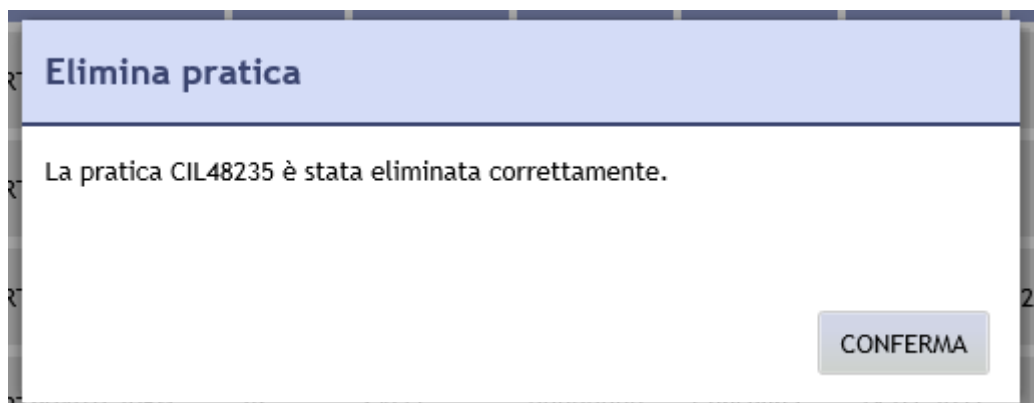 Elimina pratica
La pratica CIL48235 è stata eliminata correttamente.
CONFERMA